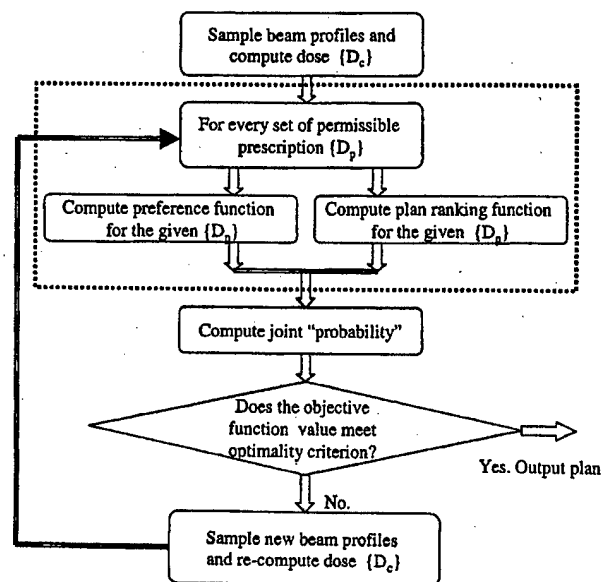 Sample beam profiles and
compute dose {D_c}
For every set of permissible
prescription {D_p}
Compute preference function
for the given {D_p}
Compute plan ranking function
for the given {D_p}
Compute joint "probability"
Does the objective
function value meet
optimality criterion?
Yes. Output plan
No.
Sample new beam profiles
and re-compute dose {D_c}